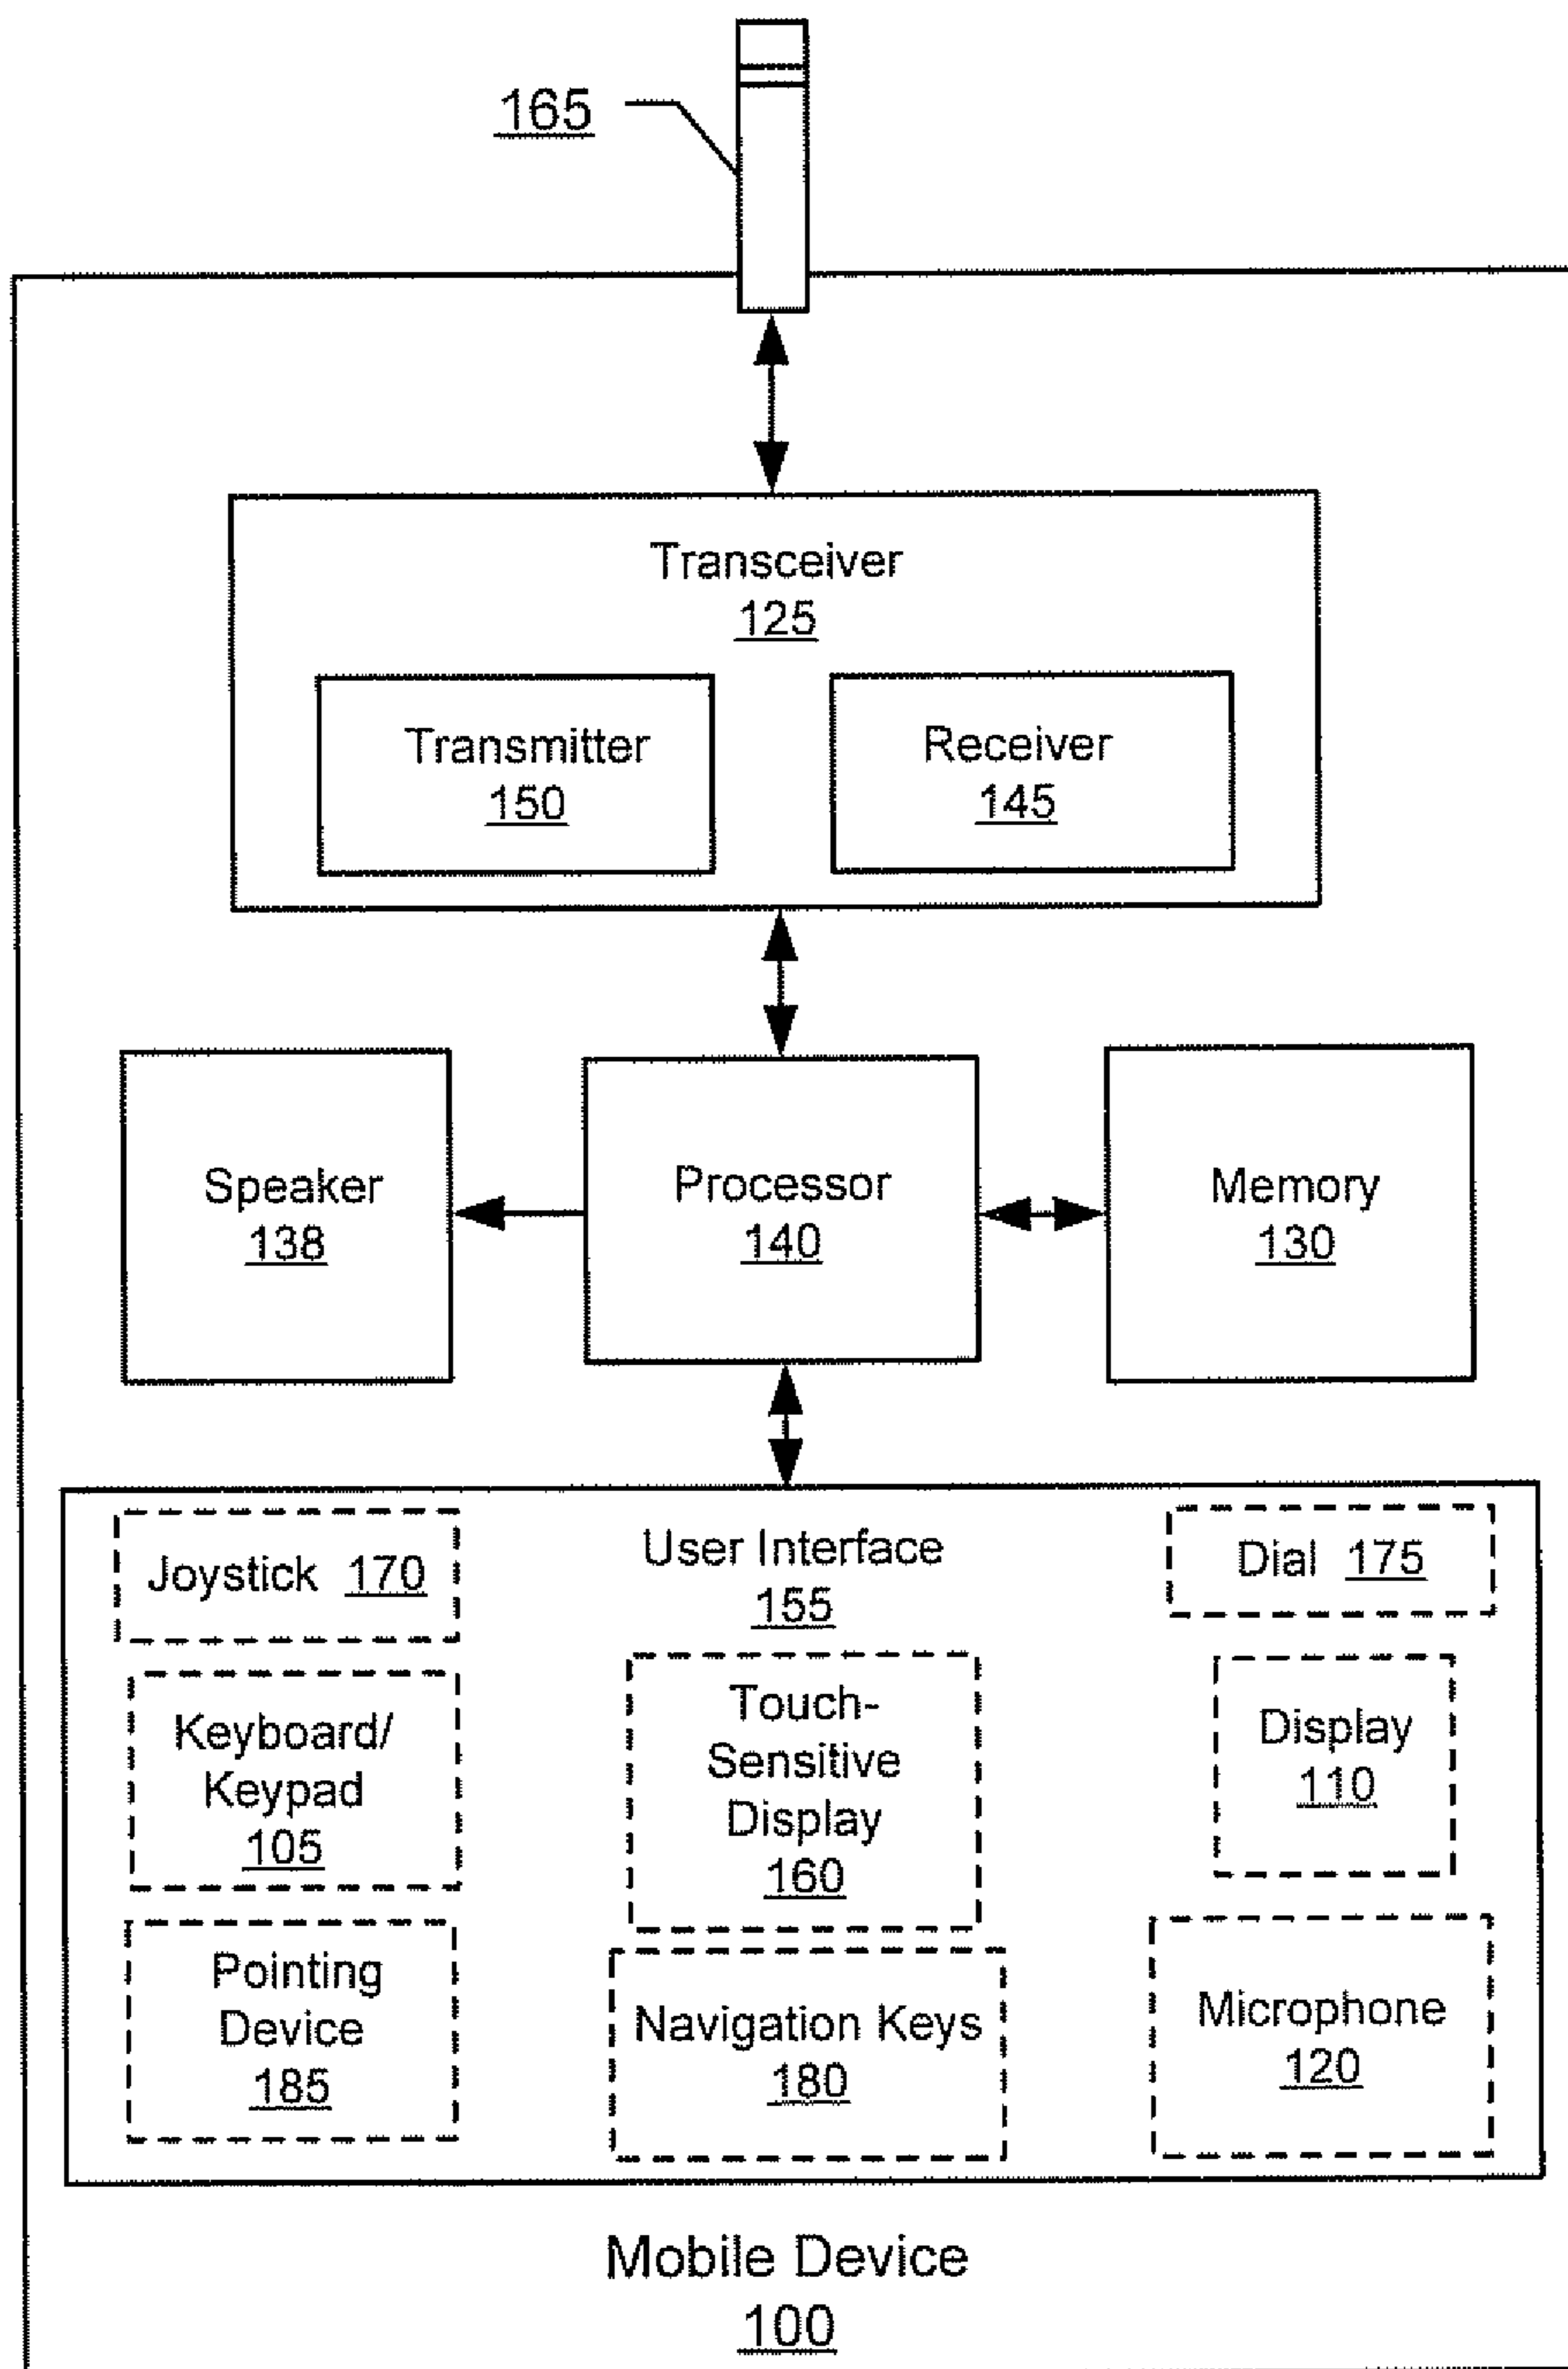 165
Transceiver
125
Transmitter
150
Receiver
145
Speaker
138
Processor
140
Memory
130
Joystick 170
User Interface
155
Dial 175
Keyboard/
Keypad
105
Touch-
Sensitive
Display
160
Display
110
Pointing
Device
185
Navigation Keys
180
Microphone
120
Mobile Device
100